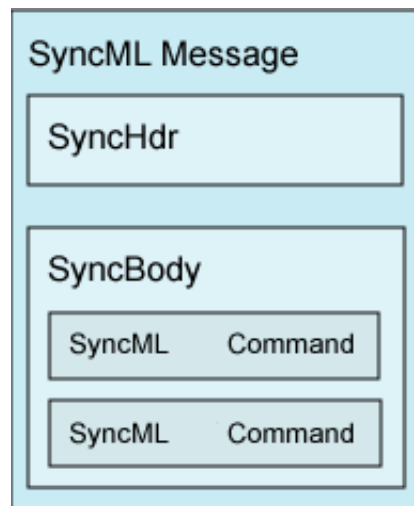 SyncML Message
SyncHdr
SyncBody
SyncML Command
SyncML Command